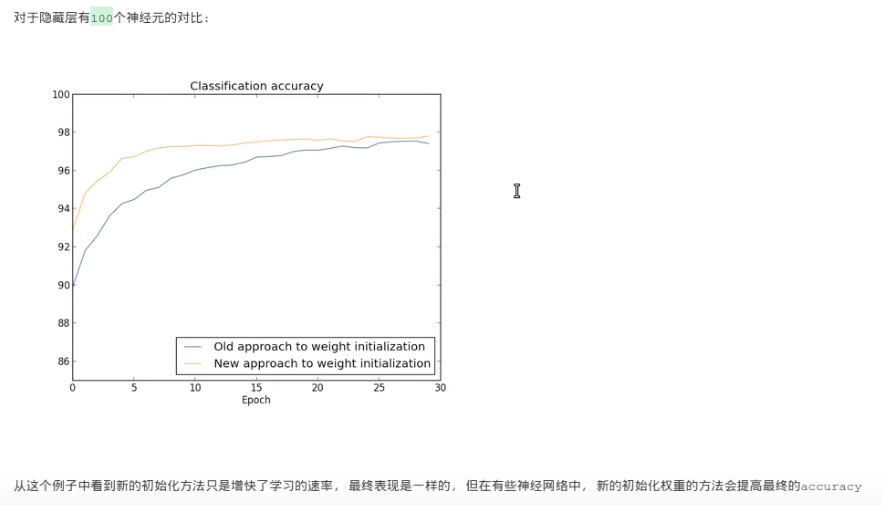 对于隐藏层有100个神经元的对比：
Classification accuracy
100
98
96
94
92
90
88
86
Old approach to weight initialization
New approach to weight initialization
0 5 10 15 20 25 30
Epoch
从这个例子中看到新的初始化方法只是增快了学习的速率， 最终表现是一样的， 但在有些神经网络中， 新的初始化权重的方法会提高最终的accuracy